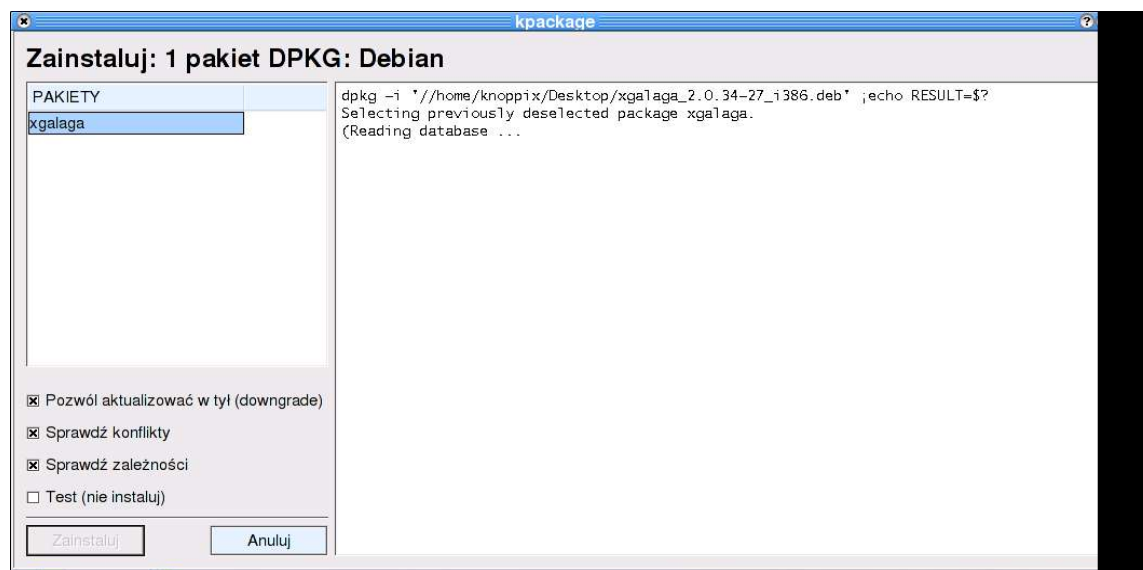 kpackage
Zainstaluj: 1 pakiet DPKG: Debian
PAKIETY
xgalaga
dpkg –i '//home/knoppix/Desktop/xgalaga_2.0.34–27_i386.deb' ;echo RESULT=$?
Selecting previously deselected package xgalaga.
(Reading database ...
Pozwól aktualizować w tył (downgrade)
Sprawdź konflikty
Sprawdź zależności
Test (nie instaluj)
Zainstaluj
Anuluj